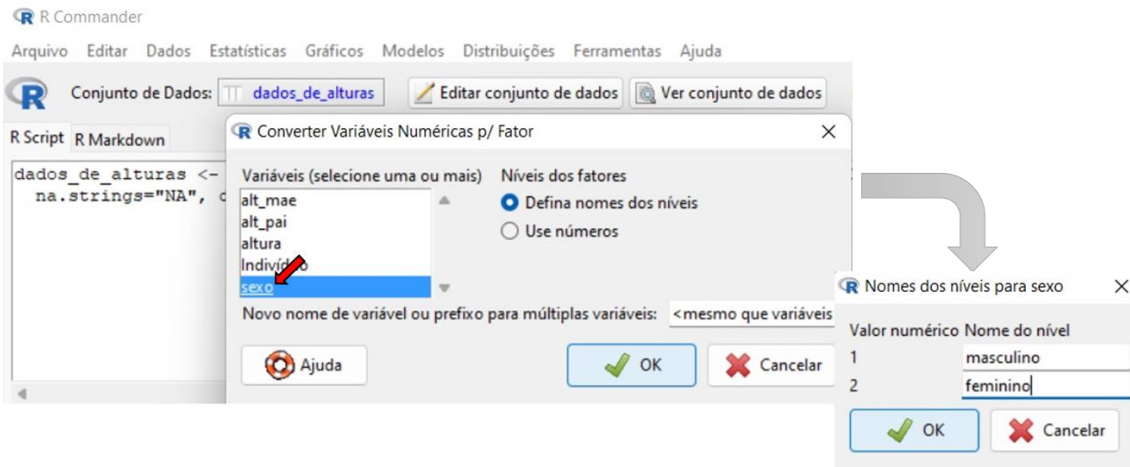 R Commander
Arquivo Editar Dados Estatísticas Gráficos Modelos Distribuições Ferramentas Ajuda
Conjunto de Dados: dados_de_alturas Editar conjunto de dados Ver conjunto de dados
R Script R Markdown
dados_de_alturas <-
na.strings="NA",
Converter Variáveis Numéricas p/ Fator
Variáveis (selecione uma ou mais) Níveis dos fatores
alt_mae
Defina nomes dos níveis
alt_pai
Use números
altura
sexo
Novo nome de variável ou prefixo para múltiplas variáveis: <mesmo que variáveis
Ajuda OK Cancelar
Nomes dos níveis para sexo
Valor numérico Nome do nível
1 masculino
2 feminino
OK Cancelar